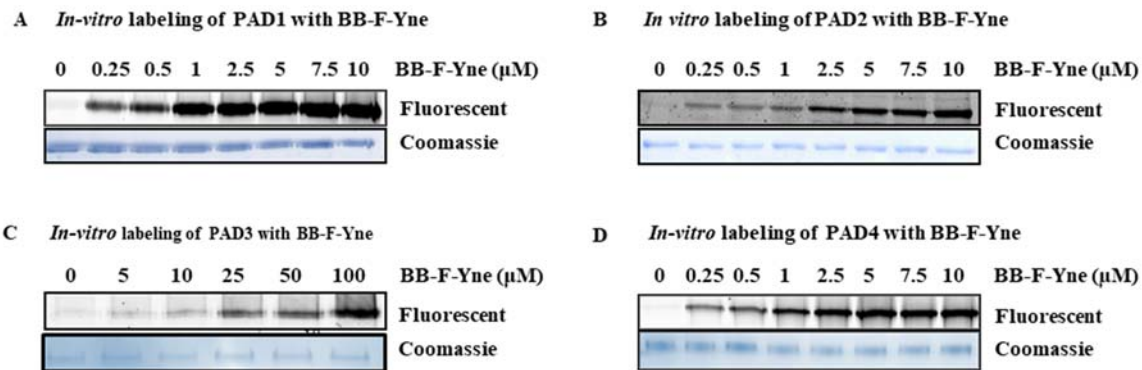 A In-vitro labeling of PAD1 with BB-F-Yne
0 0.25 0.5 1 2.5 5 7.5 10 BB-F-Yne (µM)
Fluorescent
Coomassie
B In vitro labeling of PAD2 with BB-F-Yne
0 0.25 0.5 1 2.5 5 7.5 10 BB-F-Yne (µM)
Fluorescent
Coomassie
C In-vitro labeling of PAD3 with BB-F-Yne
0 5 10 25 50 100 BB-F-Yne (µM)
Fluorescent
Coomassie
D In-vitro labeling of PAD4 with BB-F-Yne
0 0.25 0.5 1 2.5 5 7.5 10 BB-F-Yne (µM)
Fluorescent
Coomassie